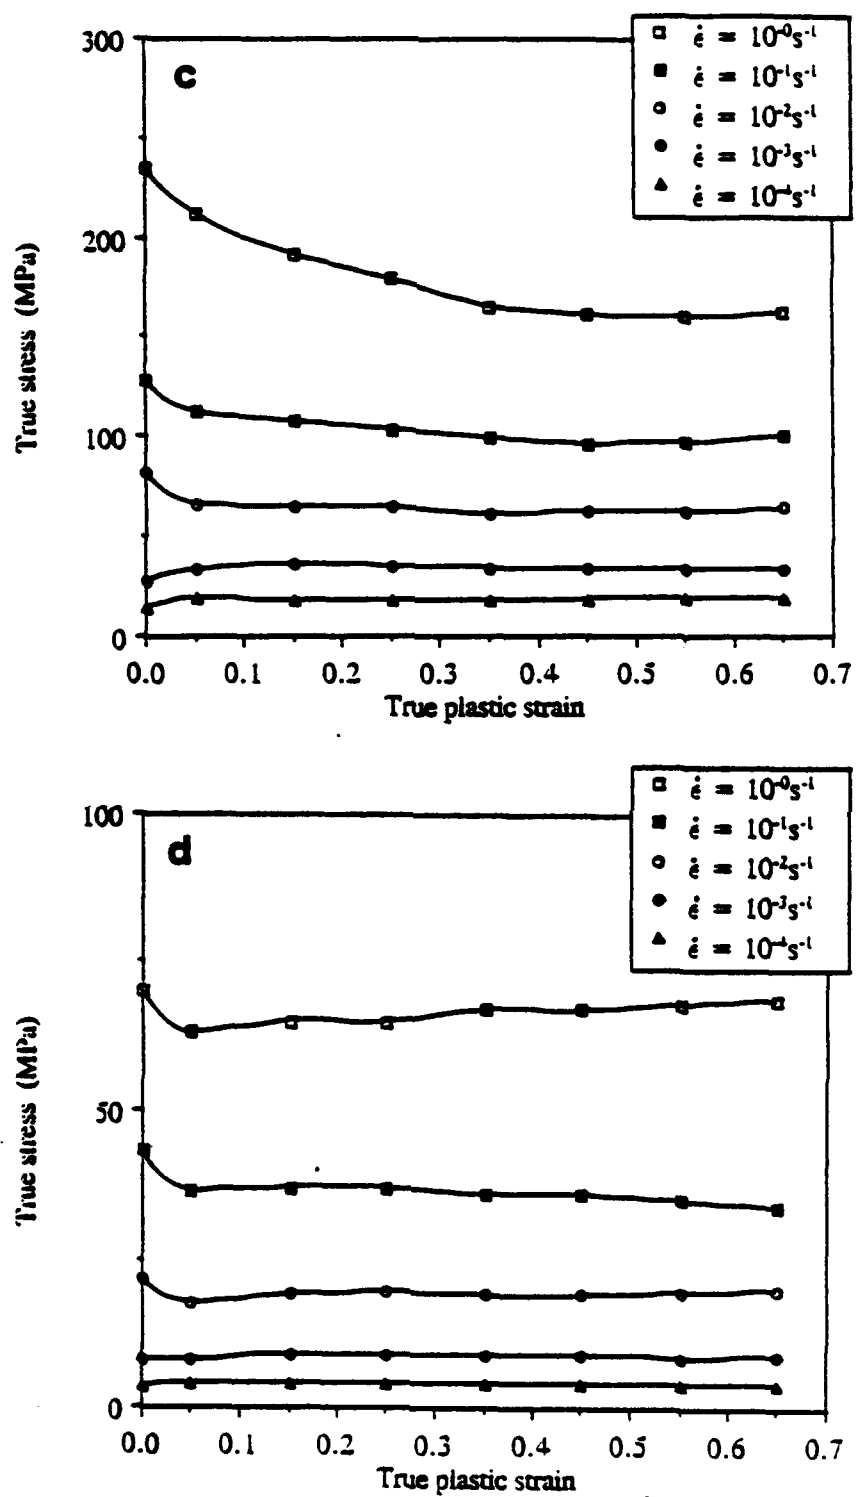 300
c
ė = 10⁻⁰s⁻¹
ė = 10⁻¹s⁻¹
ė = 10⁻²s⁻¹
ė = 10⁻³s⁻¹
ė = 10⁻⁴s⁻¹
200
100
0
True stress (MPa)
0.0 0.1 0.2 0.3 0.4 0.5 0.6 0.7
True plastic strain
100
d
ė = 10⁻⁰s⁻¹
ė = 10⁻¹s⁻¹
ė = 10⁻²s⁻¹
ė = 10⁻³s⁻¹
ė = 10⁻⁴s⁻¹
50
0
True stress (MPa)
0.0 0.1 0.2 0.3 0.4 0.5 0.6 0.7
True plastic strain